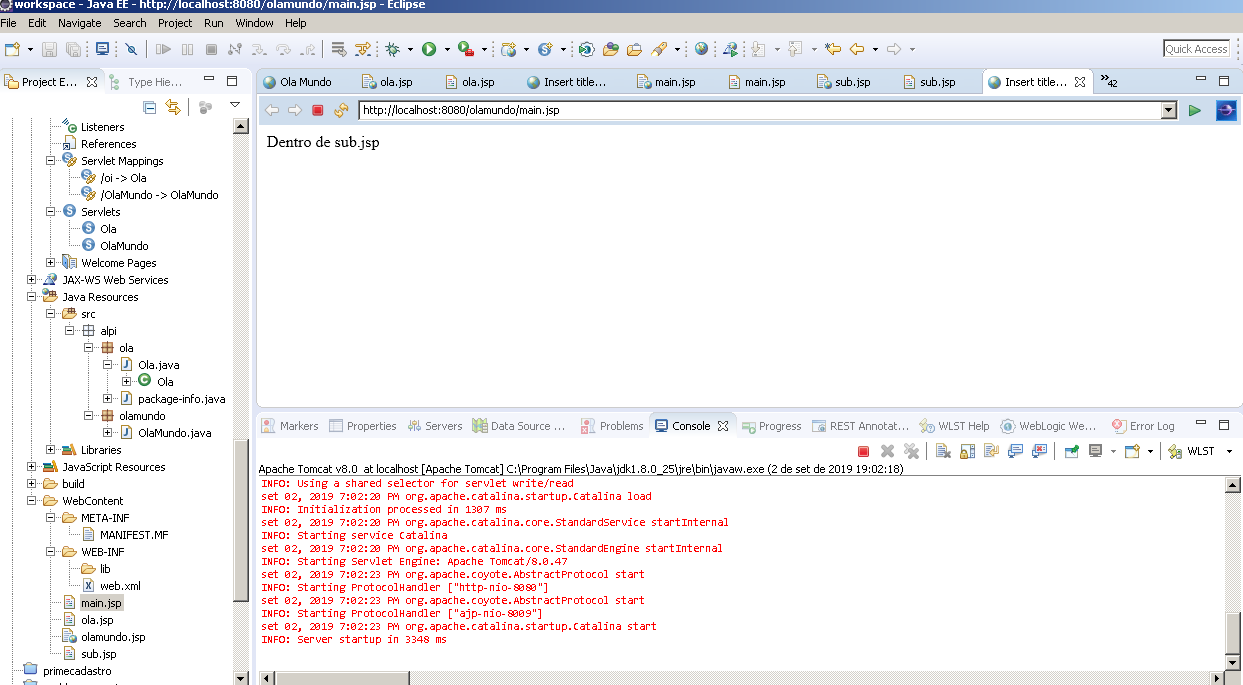 workspace - Java EE - http://localhost:8080/olamundo/main.jsp - Eclipse
File Edit Navigate Search Project Run Window Help
Quick Access
Project E... Type Hie...
Listeners
References
Servlet Mappings
/oi -> Ola
/OlaMundo -> OlaMundo
Servlets
Ola
OlaMundo
Welcome Pages
JAX-WS Web Services
Java Resources
src
alpi
ola
Ola.java
Ola
package-info.java
olamundo
OlaMundo.java
Libraries
JavaScript Resources
build
WebContent
META-INF
MANIFEST.MF
WEB-INF
lib
web.xml
main.jsp
ola.jsp
olamundo.jsp
sub.jsp
primecadastro
Ola Mundo ola.jsp ola.jsp Insert title... main.jsp main.jsp sub.jsp sub.jsp Insert title... 42
http://localhost:8080/olamundo/main.jsp
Dentro de sub.jsp
Markers Properties Servers Data Source ... Problems Console Progress REST Annotat... WLST Help WebLogic We... Error Log
WLST
Apache Tomcat v8.0 at localhost [Apache Tomcat] C:\Program Files\Java\jdk1.8.0_25\jre\bin\javaw.exe (2 de set de 2019 19:02:18)
INFO: Using a shared selector for servlet write/read
set 02, 2019 7:02:20 PM org.apache.catalina.startup.Catalina load
INFO: Initialization processed in 1307 ms
set 02, 2019 7:02:20 PM org.apache.catalina.core.StandardService startInternal
INFO: Starting service Catalina
set 02, 2019 7:02:20 PM org.apache.catalina.core.StandardEngine startInternal
INFO: Starting Servlet Engine: Apache Tomcat/8.0.47
set 02, 2019 7:02:23 PM org.apache.coyote.AbstractProtocol start
INFO: Starting ProtocolHandler ["http-nio-8080"]
set 02, 2019 7:02:23 PM org.apache.coyote.AbstractProtocol start
INFO: Starting ProtocolHandler ["ajp-nio-8009"]
set 02, 2019 7:02:23 PM org.apache.catalina.startup.Catalina start
INFO: Server startup in 3348 ms